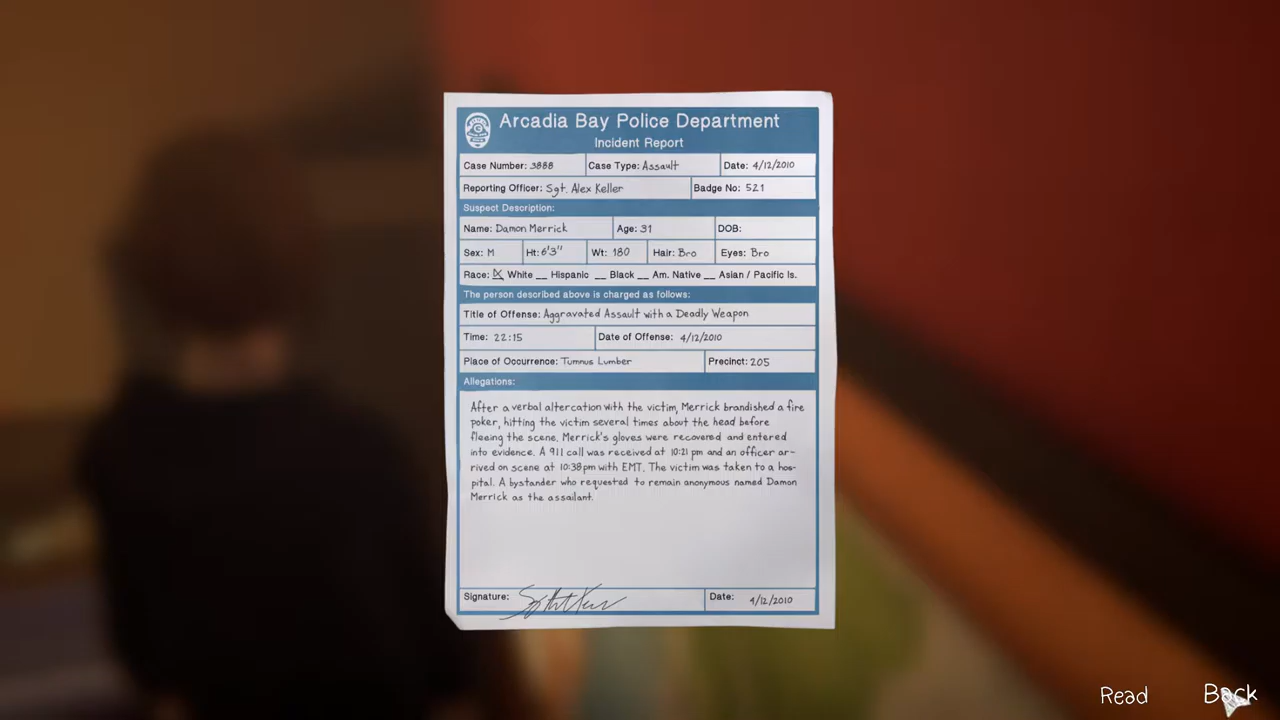 Arcadia Bay Police Department
Incident Report
Case Number: 3888 Case Type: Assault Date: 4/12/2010
Reporting Officer: Sgt. Alex Keller Badge No: 521
Suspect Description:
Name: Damon Merrick Age: 31 DOB:
Sex: M Ht: 6'3" Wt: 180 Hair: Bro Eyes: Bro
Race: X White __ Hispanic __ Black __ Am. Native __ Asian / Pacific Is.
The person described above is charged as follows:
Title of Offense: Aggravated Assault with a Deadly Weapon
Time: 22:15 Date of Offense: 4/12/2010
Place of Occurrence: Tumnus Lumber Precinct: 205
Allegations:
After a verbal altercation with the victim, Merrick brandished a fire
poker, hitting the victim several times about the head before
fleeing the scene. Merrick's gloves were recovered and entered
into evidence. A 911 call was received at 10:21 pm and an officer ar-
rived on scene at 10:38pm with EMT. The victim was taken to a hos-
pital. A bystander who requested to remain anonymous named Damon
Merrick as the assailant.
Signature: Date: 4/12/2010
Read Back